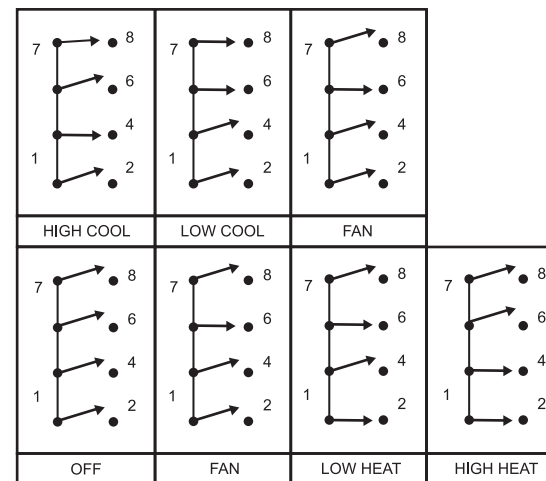 7 8 7 8 7 8
6 6 6
4 4 4
1 1 1
2 2 2
HIGH COOL LOW COOL FAN
7 8 7 8 7 8 7 8
6 6 6 6
4 4 4 4
1 1 1 1
2 2 2 2
OFF FAN LOW HEAT HIGH HEAT